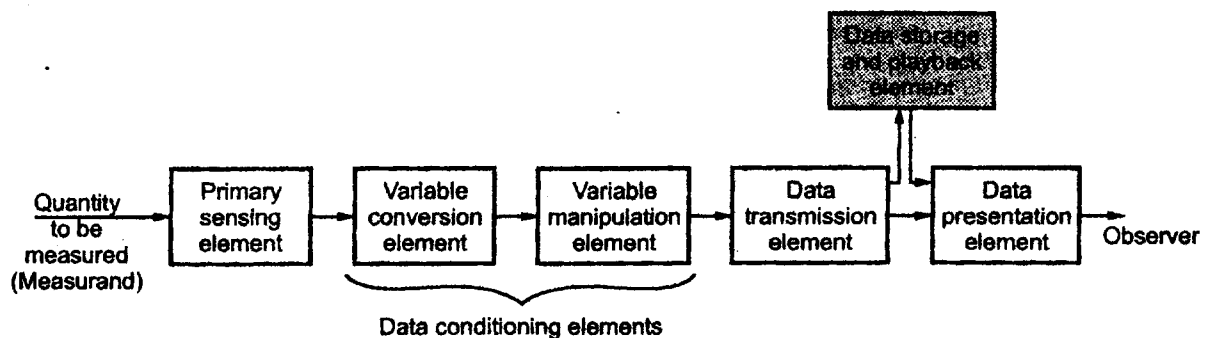 Data storage
and playback
element
Quantity
to be
measured
(Measurand)
Primary
sensing
element
Variable
conversion
element
Variable
manipulation
element
Data
transmission
element
Data
presentation
element
Observer
Data conditioning elements